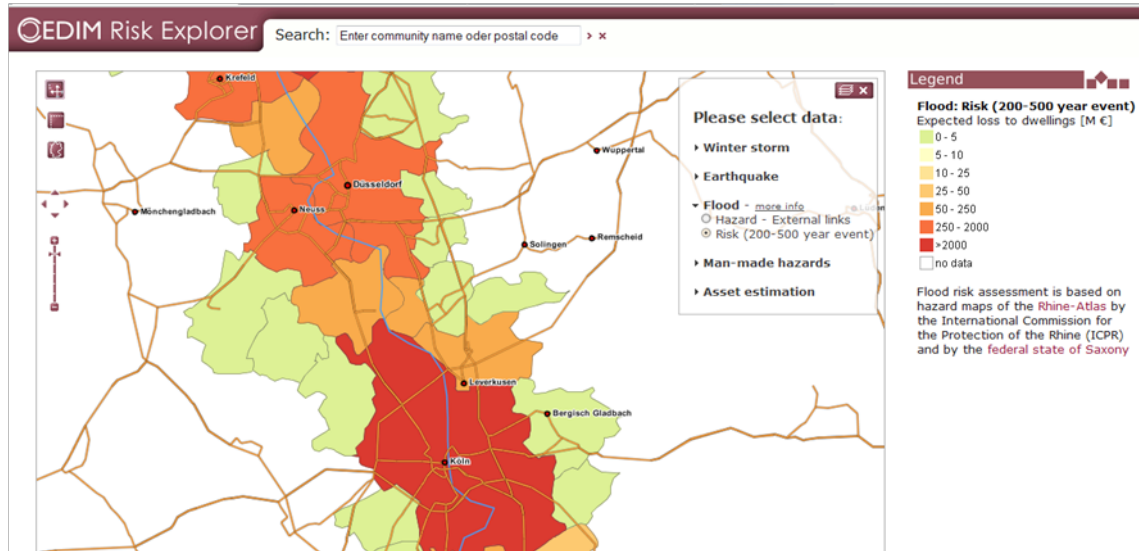 CEDIM Risk Explorer
Search: Enter community name oder postal code
Krefeld
Düsseldorf
Neuss
Mönchengladbach
Wuppertal
Solingen
Remscheid
Leverkusen
Bergisch Gladbach
Köln
Please select data:
Winter storm
Earthquake
Flood - more info
Hazard - External links
Risk (200-500 year event)
Man-made hazards
Asset estimation
Legend
Flood: Risk (200-500 year event)
Expected loss to dwellings [M €]
0 - 5
5 - 10
10 - 25
25 - 50
50 - 250
250 - 2000
>2000
no data
Flood risk assessment is based on
hazard maps of the Rhine-Atlas by
the International Commission for
the Protection of the Rhine (ICPR)
and by the federal state of Saxony